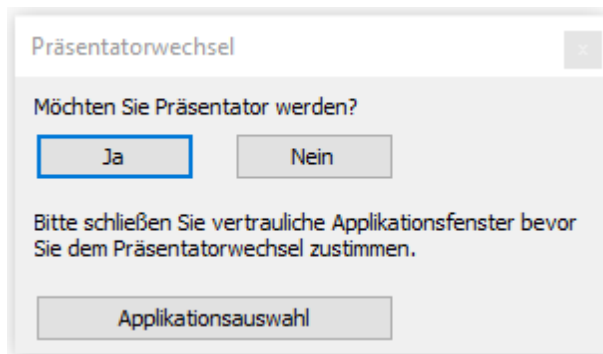 Präsentatorwechsel
x
Möchten Sie Präsentator werden?
Ja
Nein
Bitte schließen Sie vertrauliche Applikationsfenster bevor
Sie dem Präsentatorwechsel zustimmen.
Applikationsauswahl